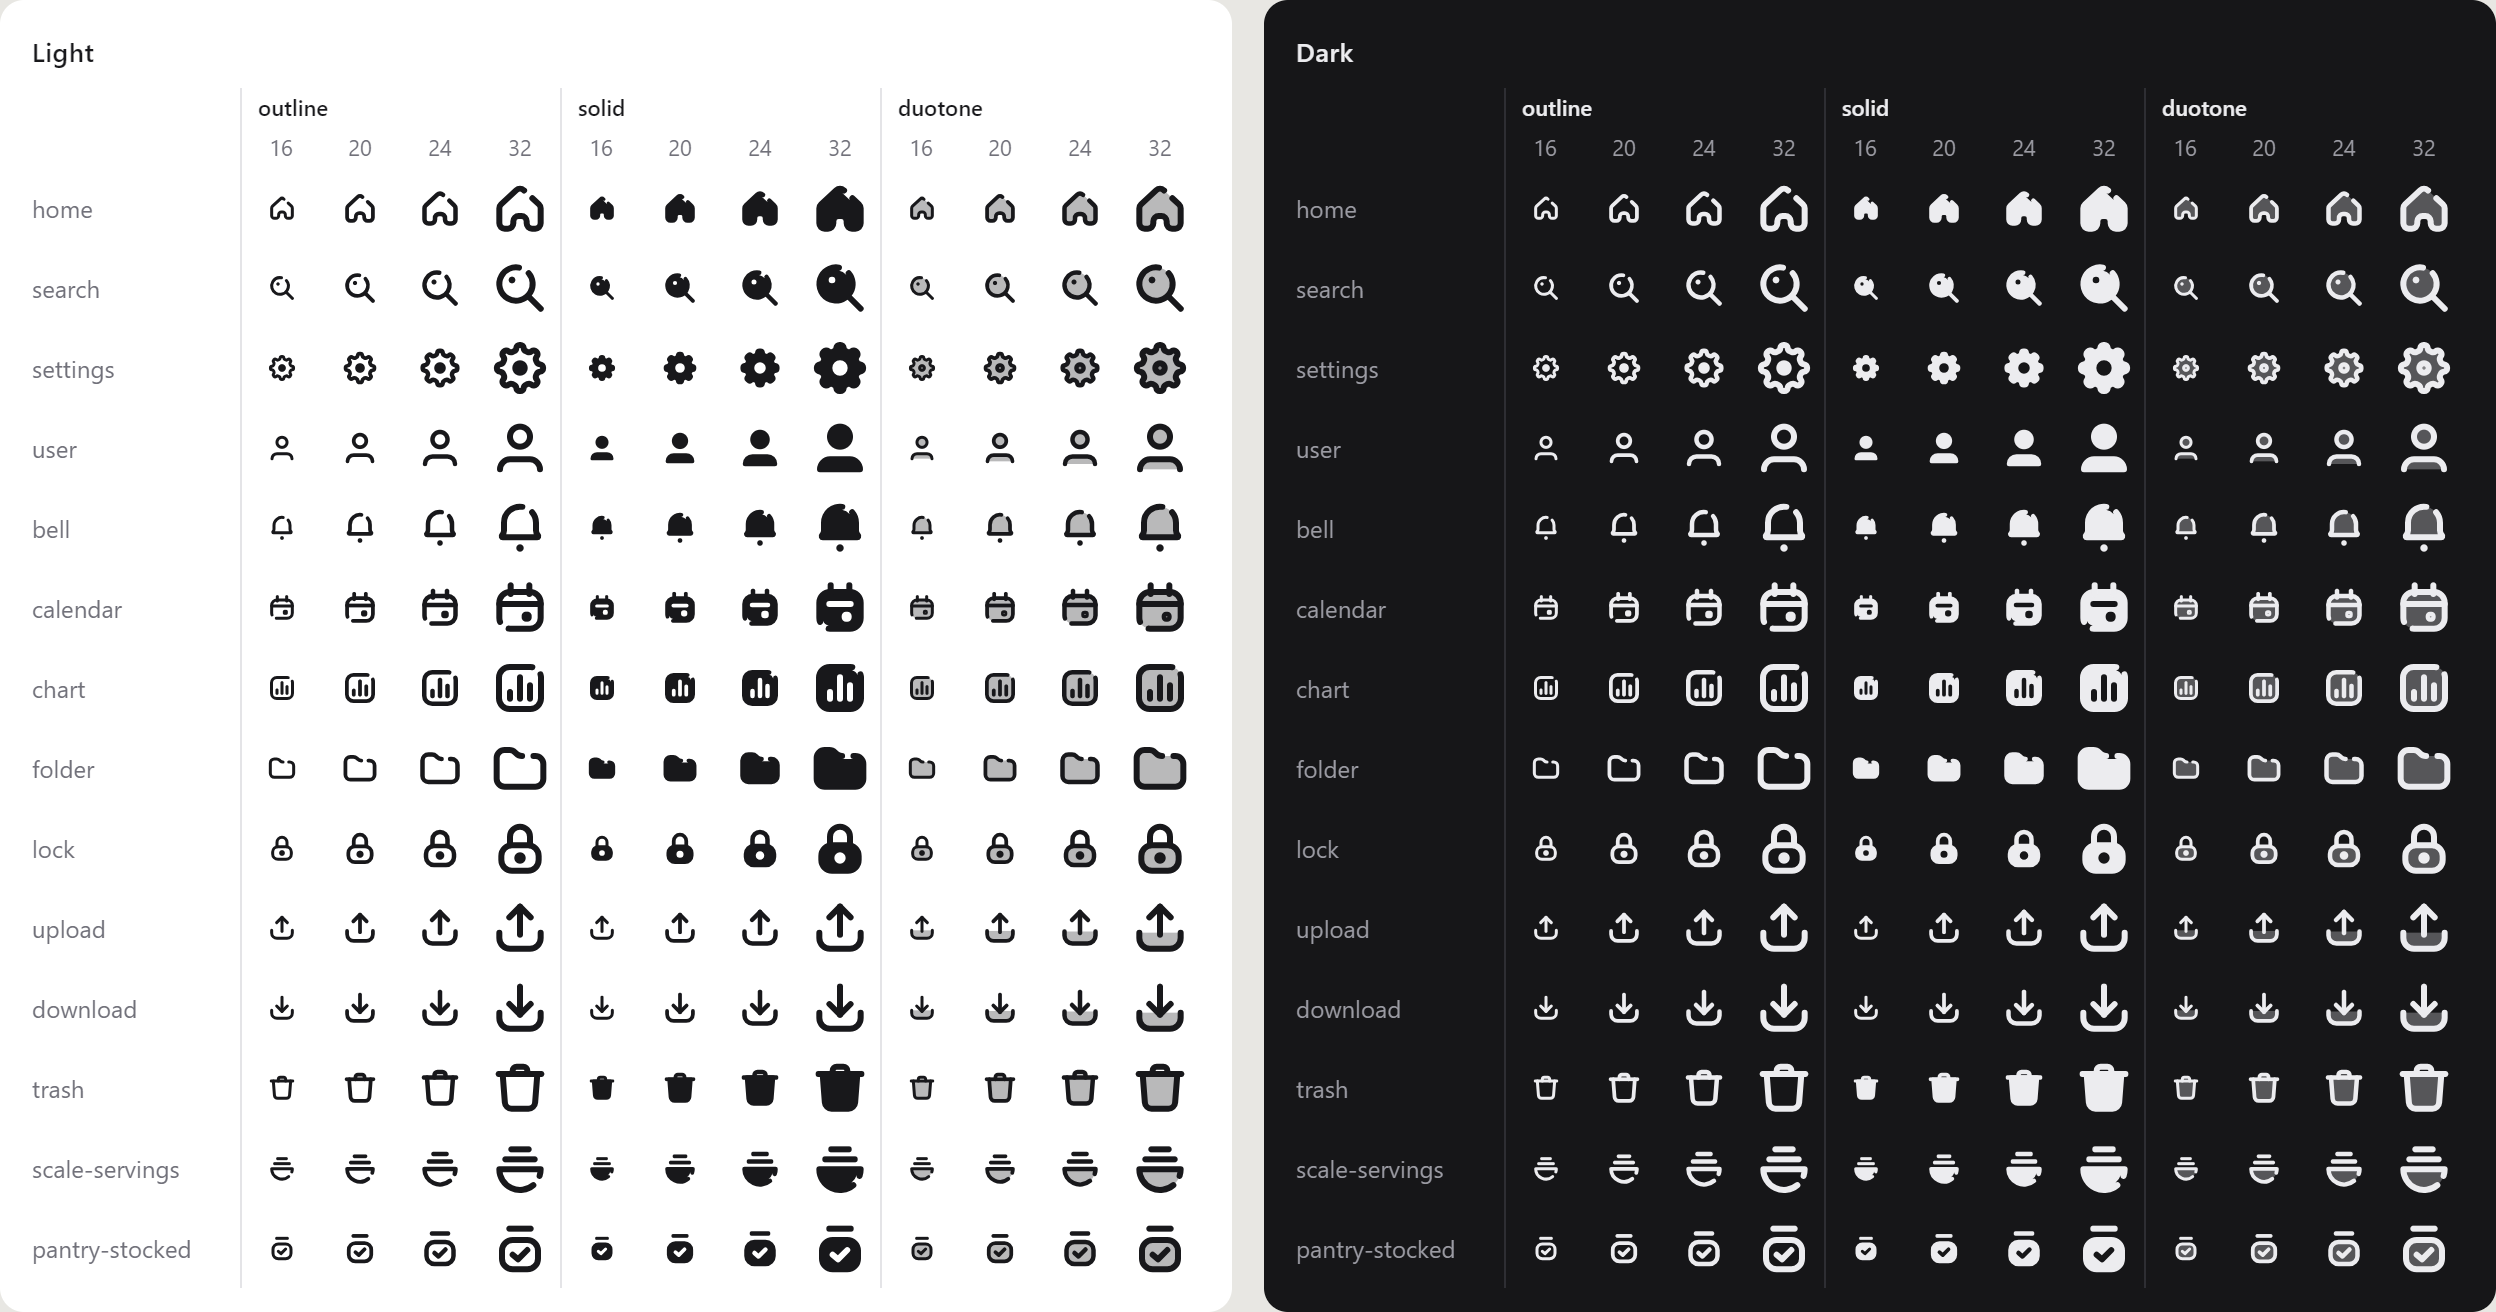 Light
outline solid duotone
16 20 24 32 16 20 24 32 16 20 24 32
home
search
settings
user
bell
calendar
chart
folder
lock
upload
download
trash
scale-servings
pantry-stocked
Dark
outline solid duotone
16 20 24 32 16 20 24 32 16 20 24 32
home
search
settings
user
bell
calendar
chart
folder
lock
upload
download
trash
scale-servings
pantry-stocked